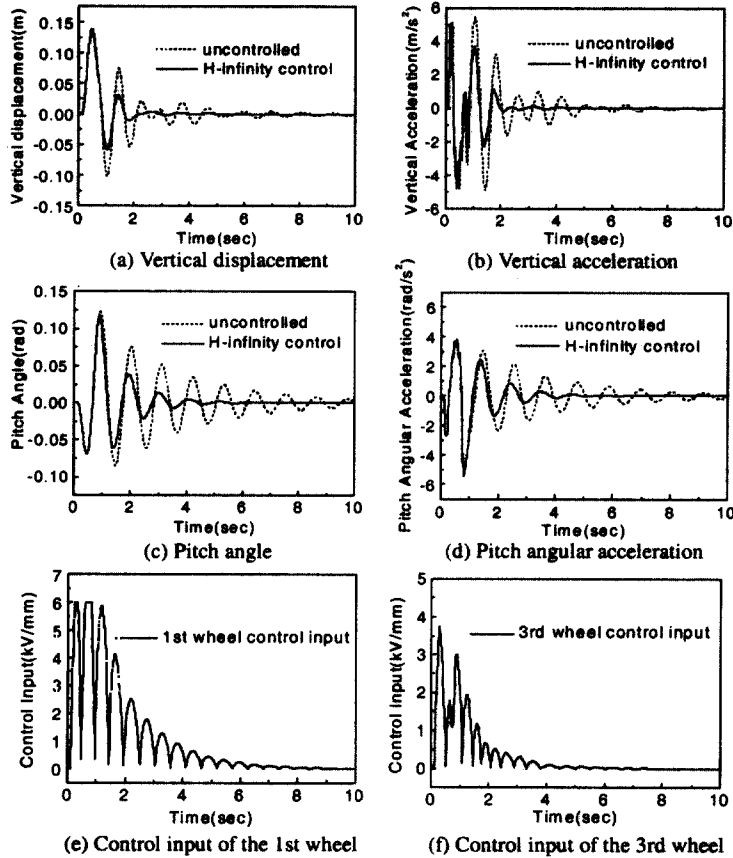 Vertical displacement(m)
0.15
0.10
0.05
0.00
-0.05
-0.10
-0.15
uncontrolled
H-infinity control
0 2 4 6 8 10
Time(sec)
(a) Vertical displacement
Vertical Acceleration(m/s²)
6
4
2
0
-2
-4
-6
uncontrolled
H-infinity control
0 2 4 6 8 10
Time(sec)
(b) Vertical acceleration
Pitch Angle(rad)
0.15
0.10
0.05
0.00
-0.05
-0.10
uncontrolled
H-infinity control
0 2 4 6 8 10
Time(sec)
(c) Pitch angle
Pitch Angular Acceleration(rad/s²)
6
4
2
0
-2
-4
-6
uncontrolled
H-infinity control
0 2 4 6 8 10
Time(sec)
(d) Pitch angular acceleration
Control Input(kV/mm)
7
6
5
4
3
2
1
0
1st wheel control input
0 2 4 6 8 10
Time(sec)
(e) Control input of the 1st wheel
Control Input(kV/mm)
5
4
3
2
1
0
3rd wheel control input
0 2 4 6 8 10
Time(sec)
(f) Control input of the 3rd wheel